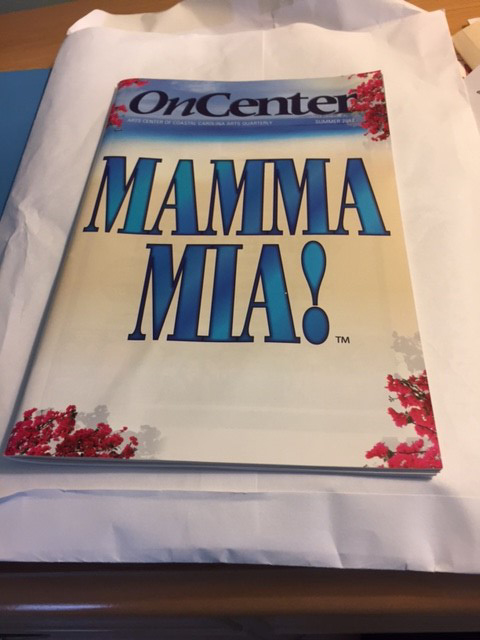 OnCenter
ARTS CENTER OF COASTAL CAROLINA ARTS QUARTERLY SUMMER
MAMMA
MIA!
TM